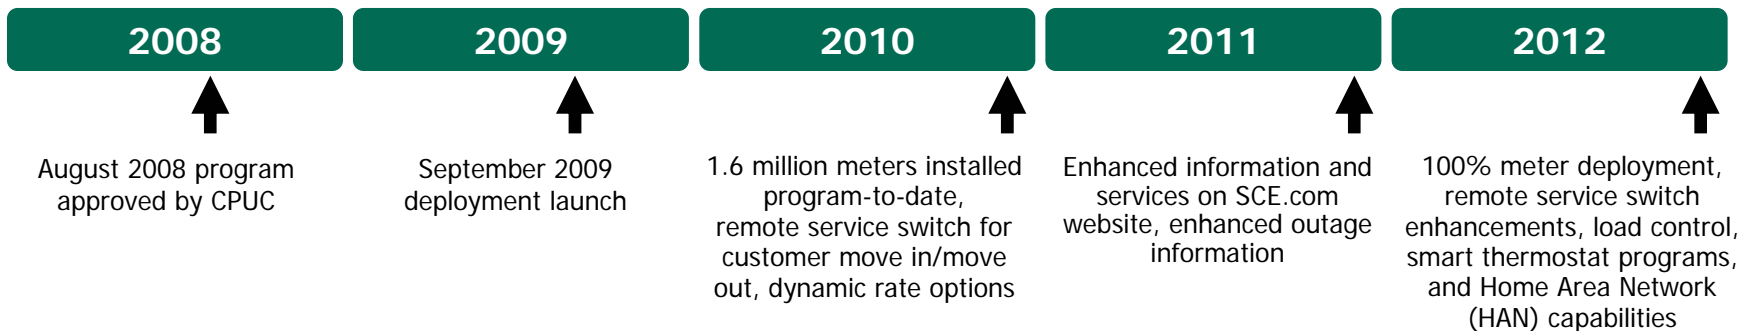 2008
2009
2010
2011
2012
August 2008 program
approved by CPUC
September 2009
deployment launch
1.6 million meters installed
program-to-date,
remote service switch for
customer move in/move
out, dynamic rate options
Enhanced information and
services on SCE.com
website, enhanced outage
information
100% meter deployment,
remote service switch
enhancements, load control,
smart thermostat programs,
and Home Area Network
(HAN) capabilities